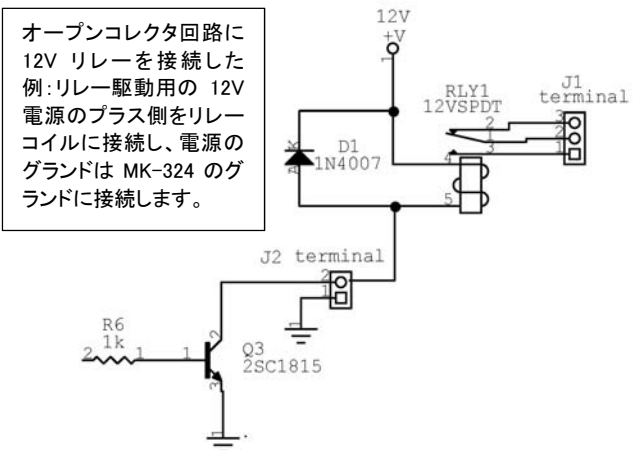 オープンコレクタ回路に
12V リレーを接続した
例：リレー駆動用の 12V
電源のプラス側をリレー
コイルに接続し、電源の
グランドは MK-324 のグ
ランドに接続します。
12V
+V
1
RLY1
12VSPDT
J1
terminal
2
1
3
3
2
1
K
D1
1N4007
A
4
5
J2 terminal
2
1
1
R6
1k
2
1
1
2
Q3
2SC1815
3
1